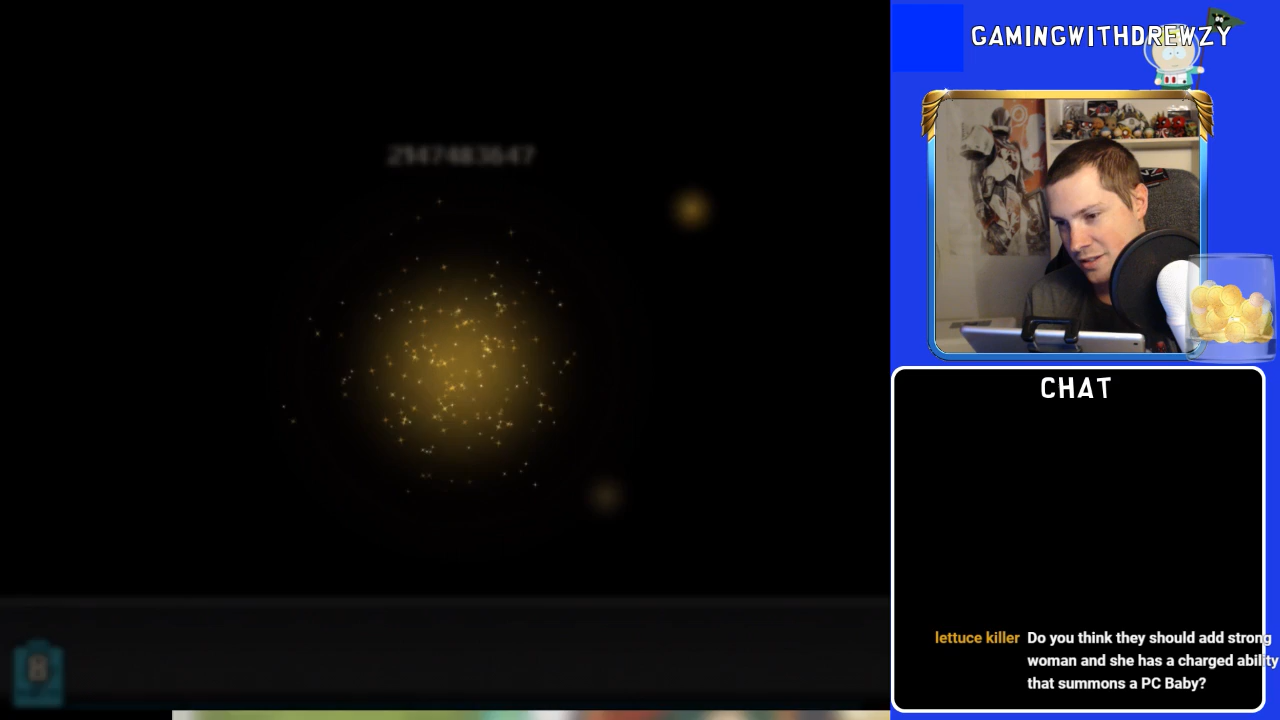 GAMINGWITHDREWZY
2147483647
CHAT
lettuce killer Do you think they should add strong
woman and she has a charged ability
that summons a PC Baby?
8